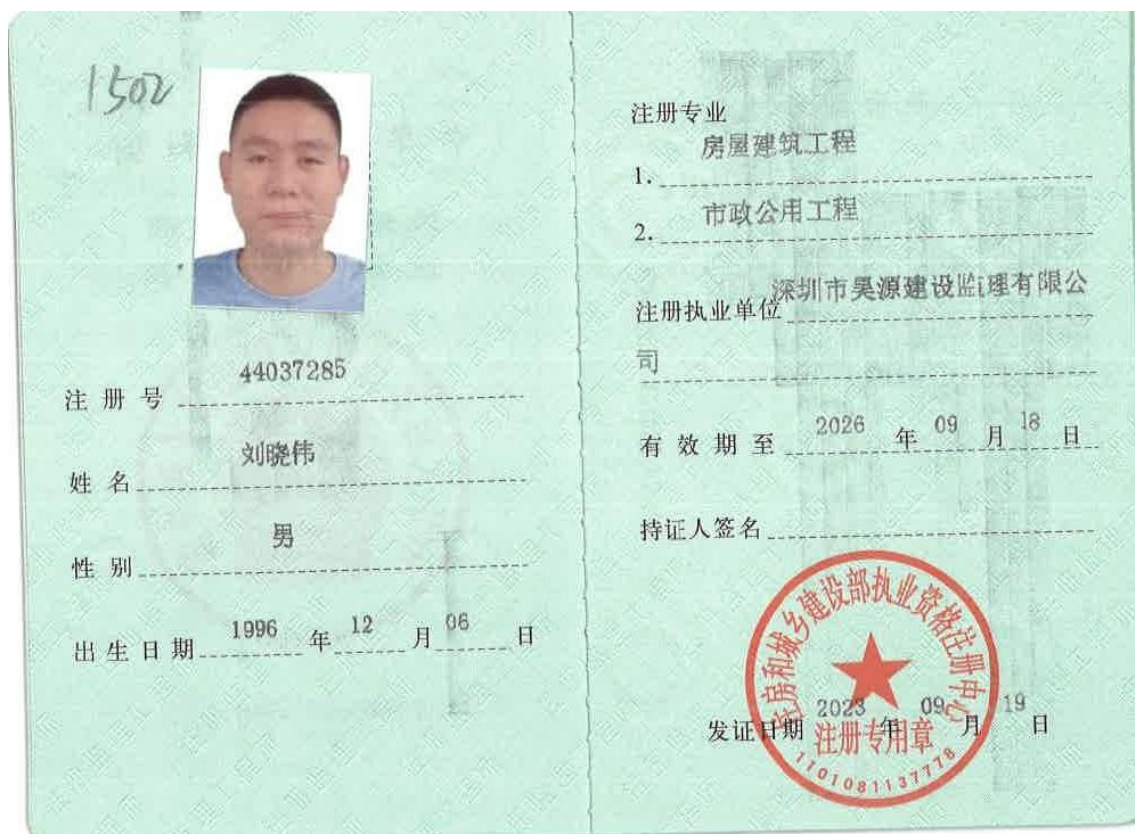 1502
注 册 号 44037285
姓 名 刘晓伟
性 别 男
出 生 日 期 1996 年 12 月 06 日
注册专业
1. 房屋建筑工程
2. 市政公用工程
注册执业单位 深圳市昊源建设监理有限公
司
有 效 期 至 2026 年 09 月 18 日
持证人签名
住房和城乡建设部执业资格注册中心
发证日期 2023 年 09 月 19 日
注册专用章
1101081137778